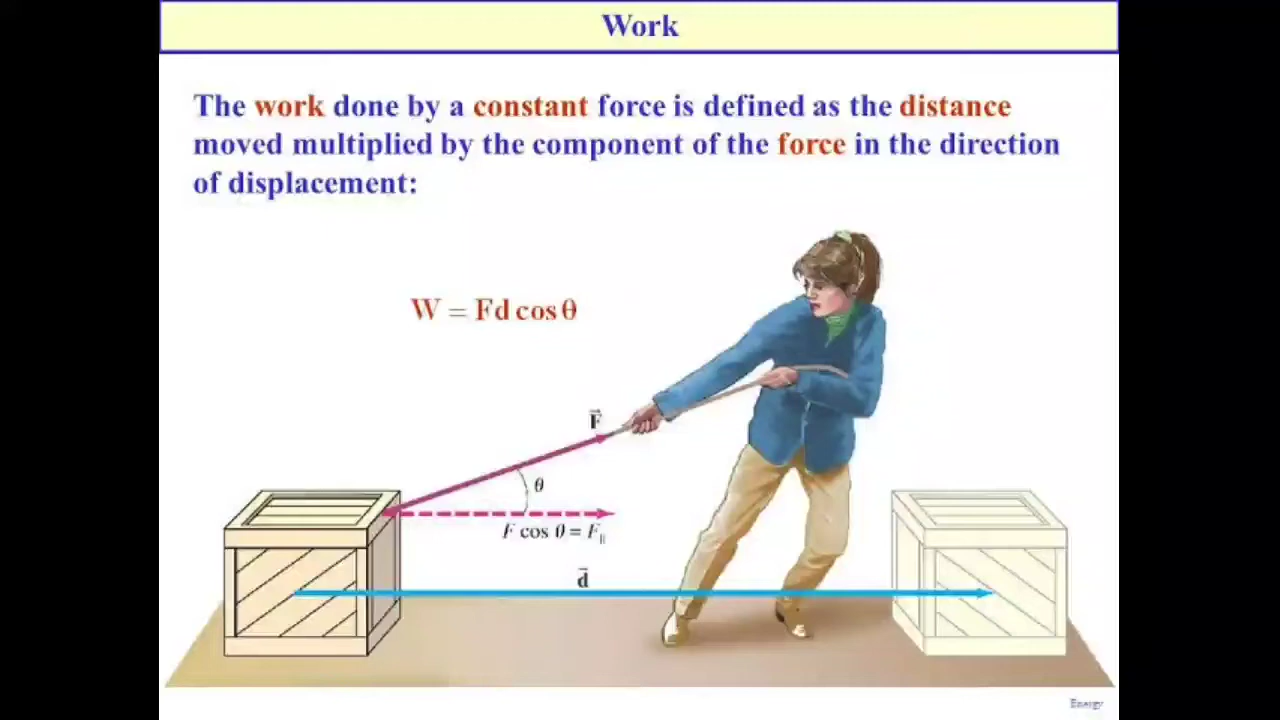 Work
The work done by a constant force is defined as the distance
moved multiplied by the component of the force in the direction
of displacement:
W = Fd cos θ
F⃗
θ
F cos θ = F∥
d⃗
Energy